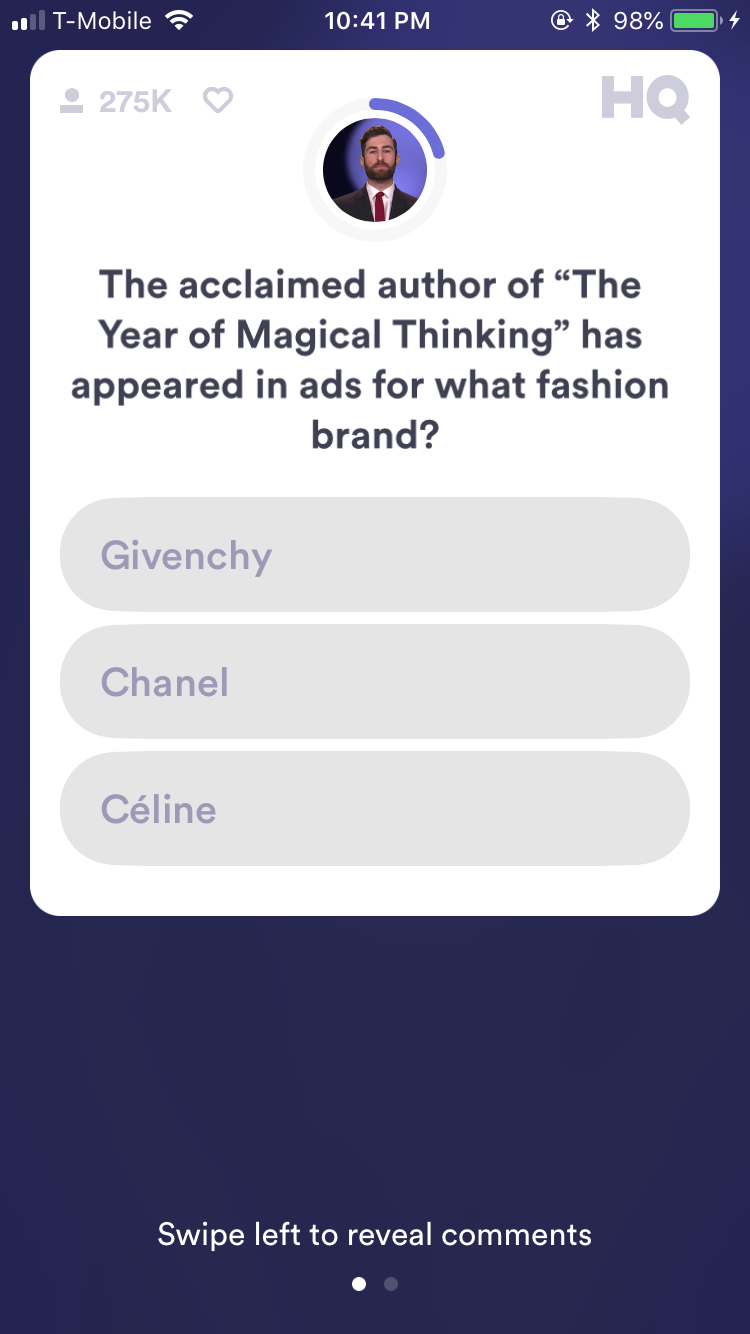 T-Mobile 10:41 PM 98%
275K HQ
The acclaimed author of “The
Year of Magical Thinking” has
appeared in ads for what fashion
brand?
Givenchy
Chanel
Céline
Swipe left to reveal comments